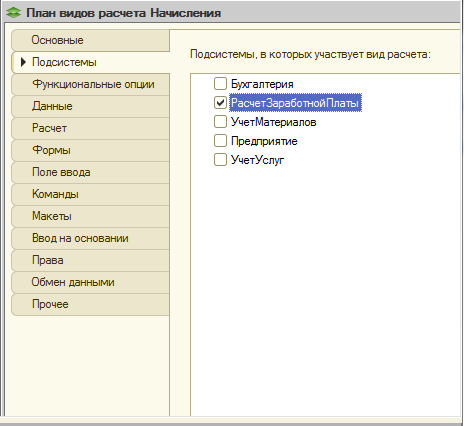 План видов расчета Начисления
Основные
Подсистемы
Функциональные опции
Данные
Расчет
Формы
Поле ввода
Команды
Макеты
Ввод на основании
Права
Обмен данными
Прочее
Подсистемы, в которых участвует вид расчета:
Бухгалтерия
РасчетЗаработнойПлаты
УчетМатериалов
Предприятие
УчетУслуг